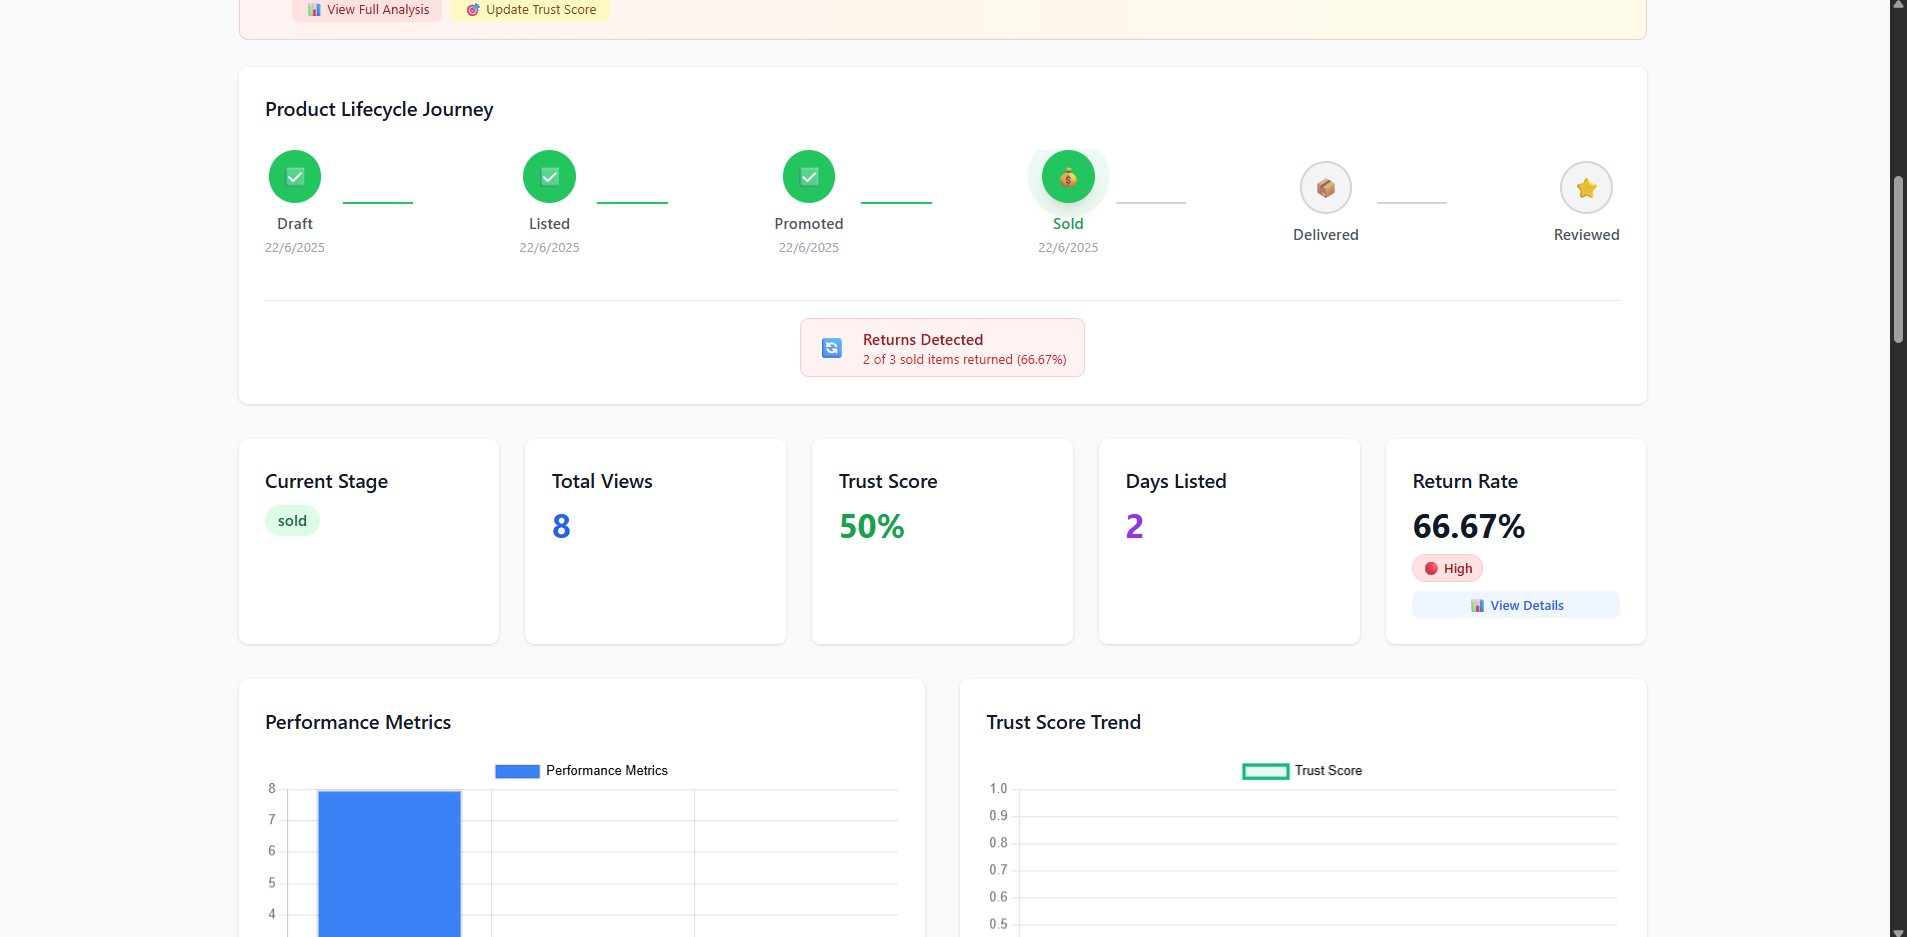 View Full Analysis
Update Trust Score
Product Lifecycle Journey
Draft
22/6/2025
Listed
22/6/2025
Promoted
22/6/2025
Sold
22/6/2025
Delivered
Reviewed
Returns Detected
2 of 3 sold items returned (66.67%)
Current Stage
sold
Total Views
8
Trust Score
50%
Days Listed
2
Return Rate
66.67%
High
View Details
Performance Metrics
Performance Metrics
8
7
6
5
4
Trust Score Trend
Trust Score
1.0
0.9
0.8
0.7
0.6
0.5